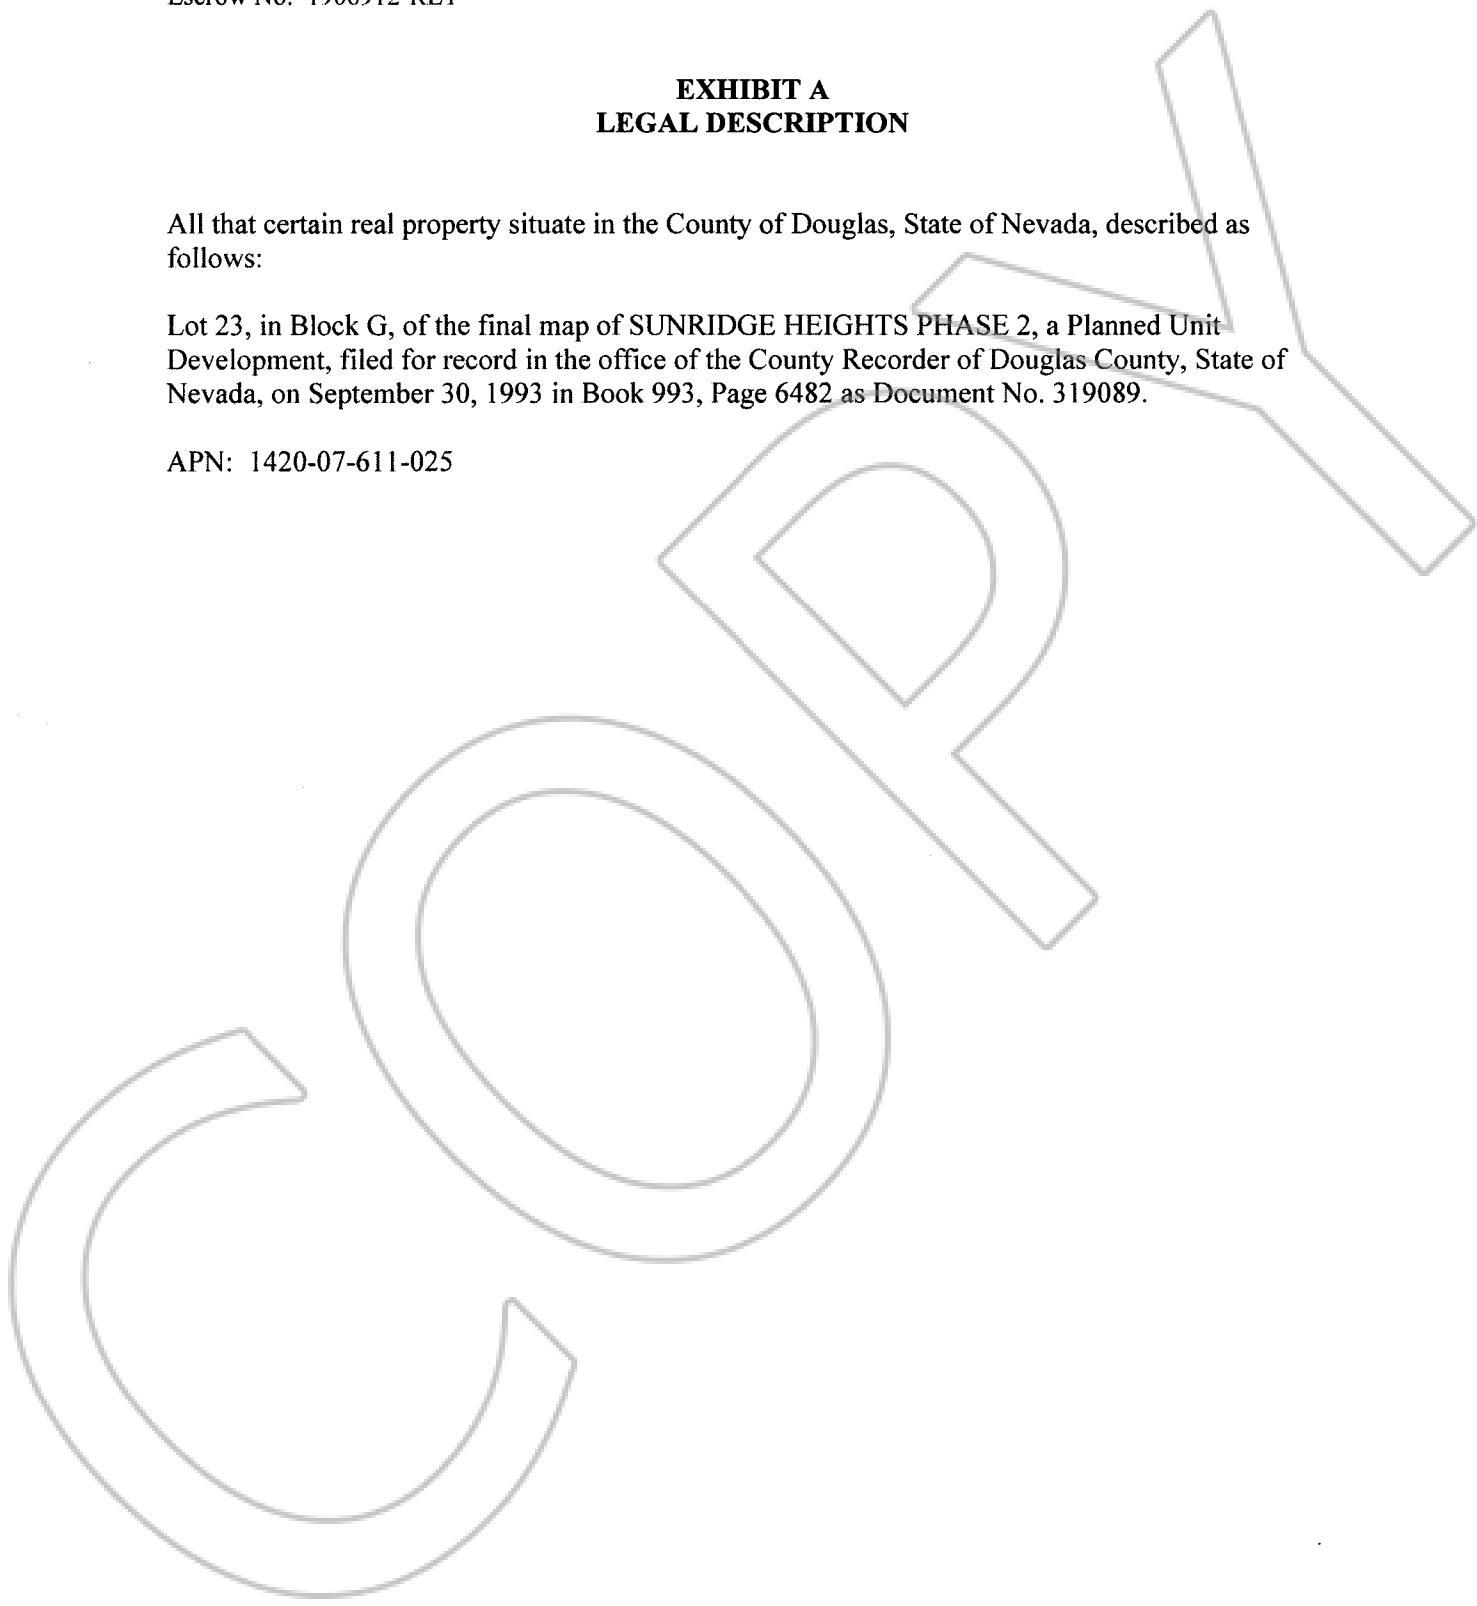 Escrow No.
EXHIBIT A
LEGAL DESCRIPTION
All that certain real property situate in the County of Douglas, State of Nevada, described as
follows:
Lot 23, in Block G, of the final map of SUNRIDGE HEIGHTS PHASE 2, a Planned Unit
Development, filed for record in the office of the County Recorder of Douglas County, State of
Nevada, on September 30, 1993 in Book 993, Page 6482 as Document No. 319089.
APN: 1420-07-611-025
COPY